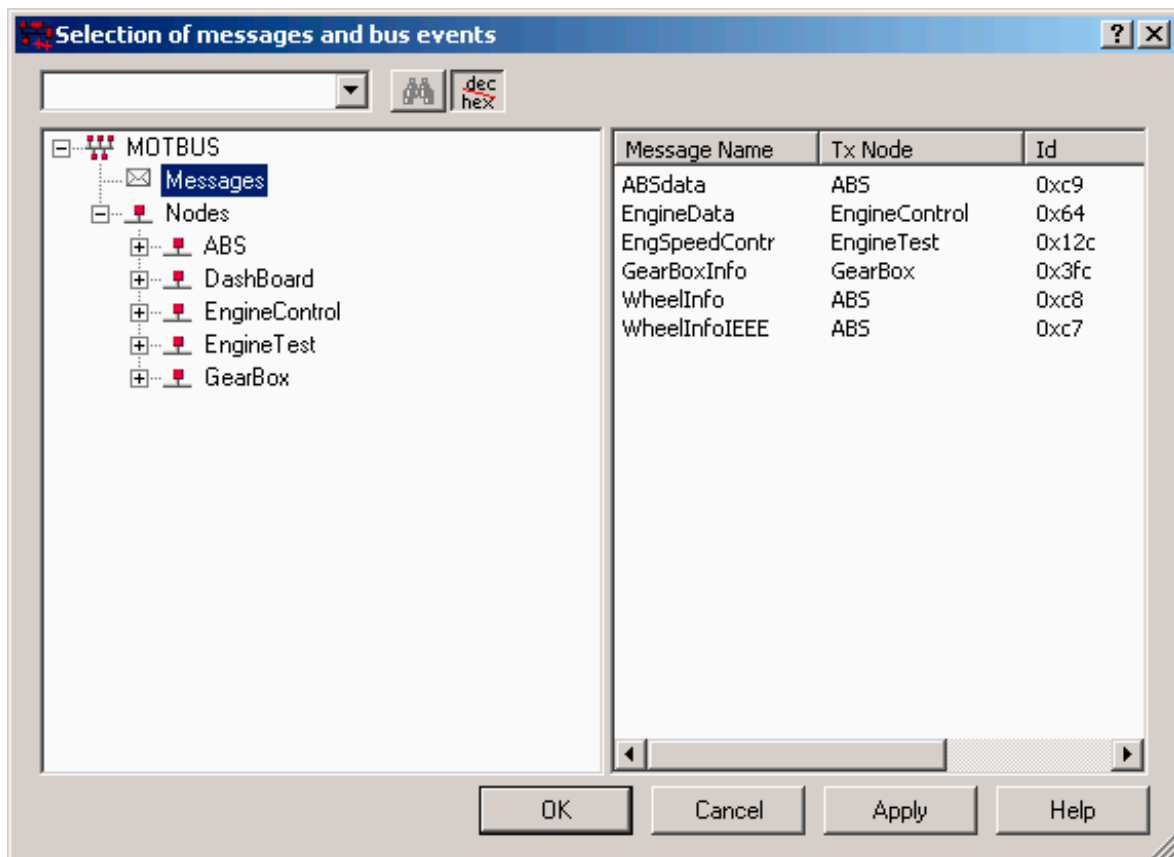 Selection of messages and bus events
dec
hex
MOTBUS
Messages
Nodes
ABS
DashBoard
EngineControl
EngineTest
GearBox
Message Name Tx Node Id
ABSdata ABS 0xc9
EngineData EngineControl 0x64
EngSpeedContr EngineTest 0x12c
GearBoxInfo GearBox 0x3fc
WheelInfo ABS 0xc8
WheelInfoIEEE ABS 0xc7
OK Cancel Apply Help